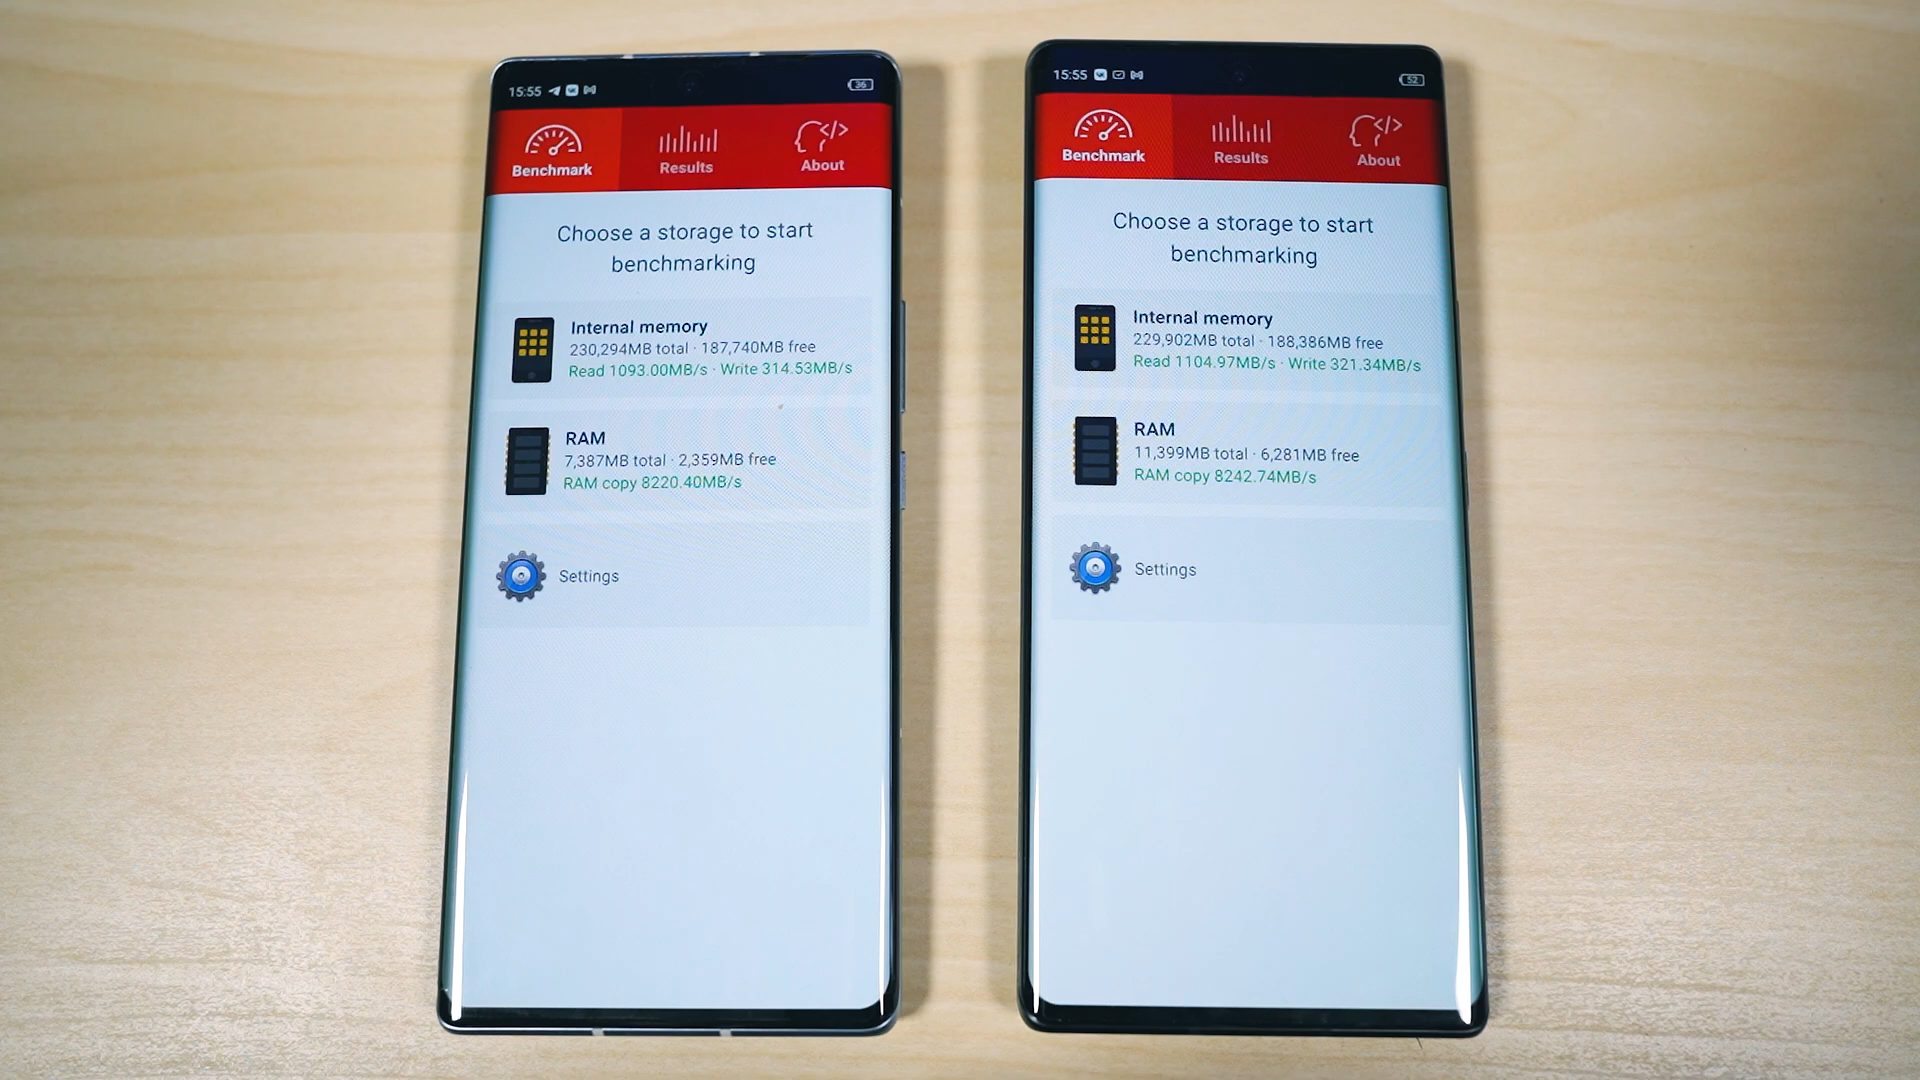 15:55
36
Benchmark
Results
About
Choose a storage to start
benchmarking
Internal memory
230,294MB total · 187,740MB free
Read 1093.00MB/s · Write 314.53MB/s
RAM
7,387MB total · 2,359MB free
RAM copy 8220.40MB/s
Settings
15:55
52
Benchmark
Results
About
Choose a storage to start
benchmarking
Internal memory
229,902MB total · 188,386MB free
Read 1104.97MB/s · Write 321.34MB/s
RAM
11,399MB total · 6,281MB free
RAM copy 8242.74MB/s
Settings